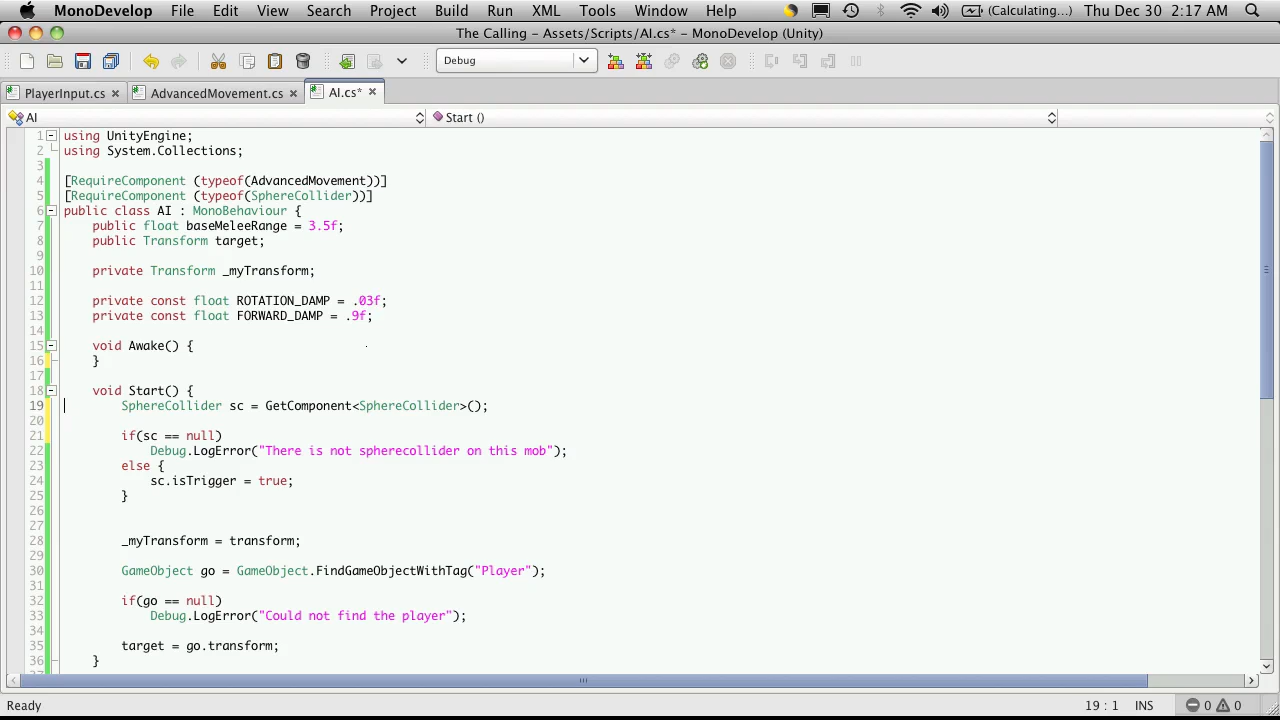 MonoDevelop File Edit View Search Project Build Run XML Tools Window Help (Calculating...) Thu Dec 30 2:17 AM
The Calling - Assets/Scripts/AI.cs* - MonoDevelop (Unity)
Debug
PlayerInput.cs AdvancedMovement.cs AI.cs*
AI Start ()
1 using UnityEngine;
2 using System.Collections;
3
4 [RequireComponent (typeof(AdvancedMovement))]
5 [RequireComponent (typeof(SphereCollider))]
6 public class AI : MonoBehaviour {
7 public float baseMeleeRange = 3.5f;
8 public Transform target;
9
10 private Transform _myTransform;
11
12 private const float ROTATION_DAMP = .03f;
13 private const float FORWARD_DAMP = .9f;
14
15 void Awake() {
16 }
17
18 void Start() {
19 SphereCollider sc = GetComponent<SphereCollider>();
20
21 if(sc == null)
22 Debug.LogError("There is not spherecollider on this mob");
23 else {
24 sc.isTrigger = true;
25 }
26
27
28 _myTransform = transform;
29
30 GameObject go = GameObject.FindGameObjectWithTag("Player");
31
32 if(go == null)
33 Debug.LogError("Could not find the player");
34
35 target = go.transform;
36 }
Ready 19 : 1 INS 0 0